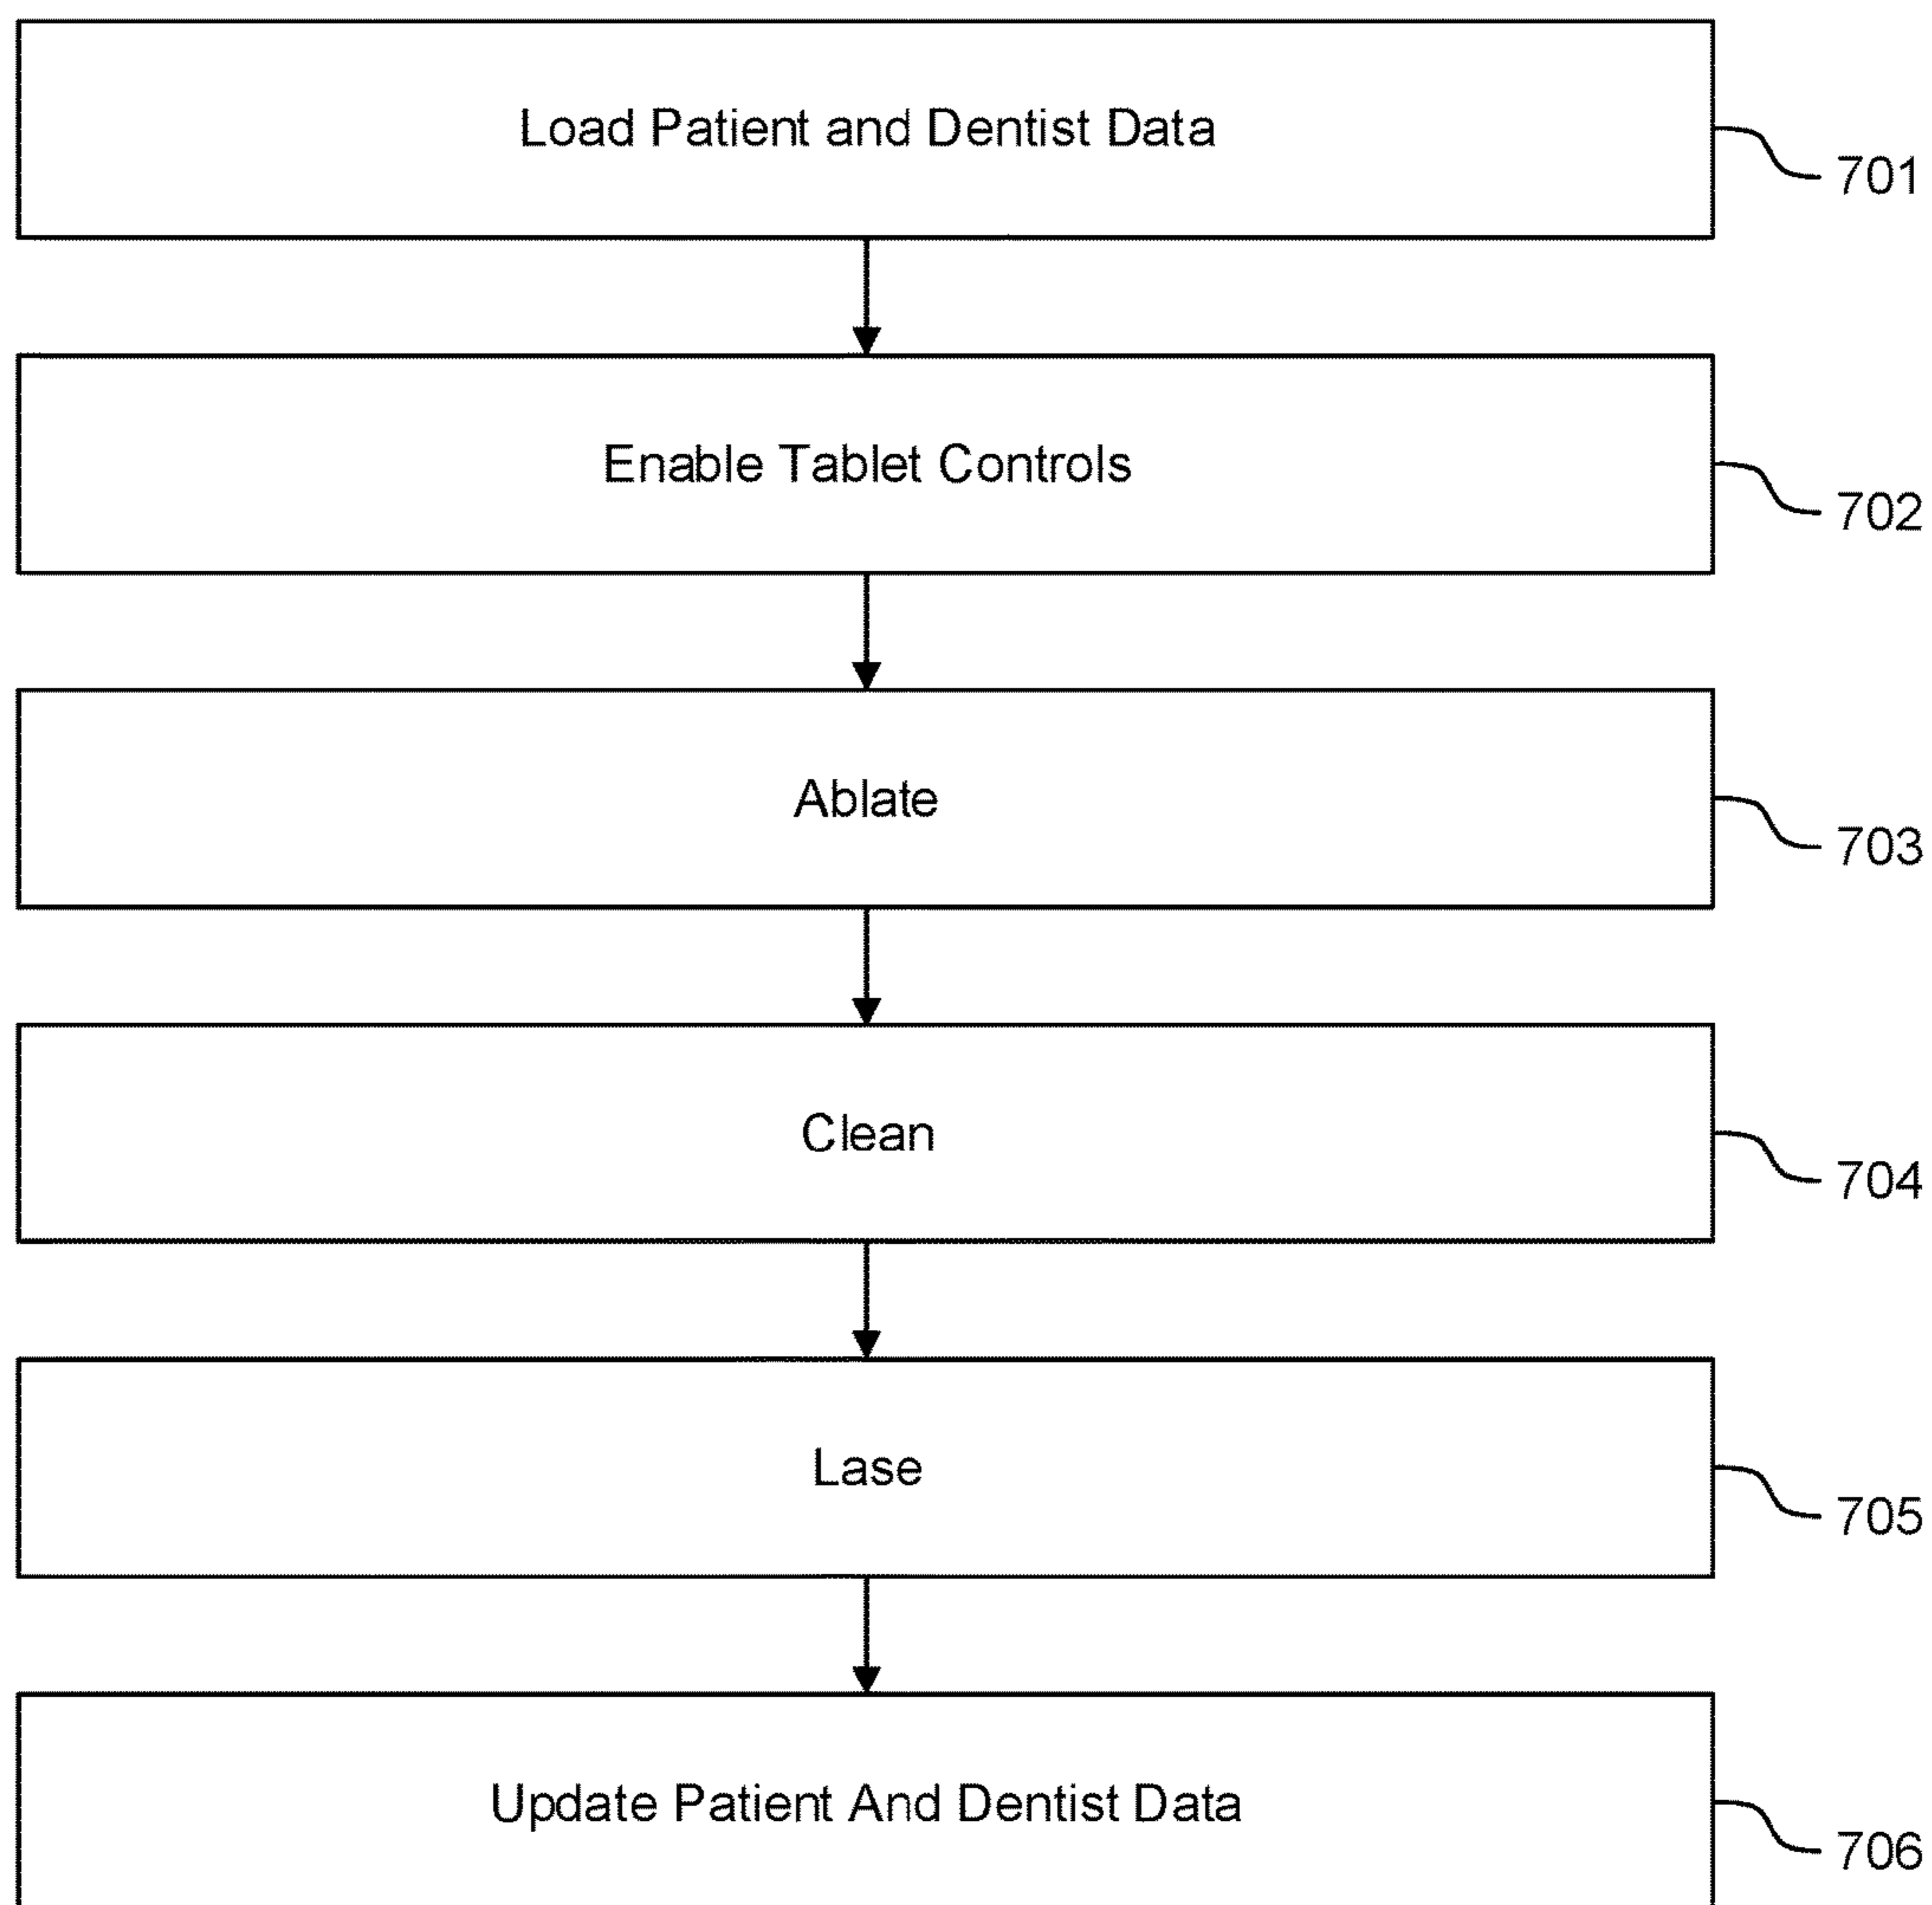 Load Patient and Dentist Data
701
Enable Tablet Controls
702
Ablate
703
Clean
704
Lase
705
Update Patient And Dentist Data
706